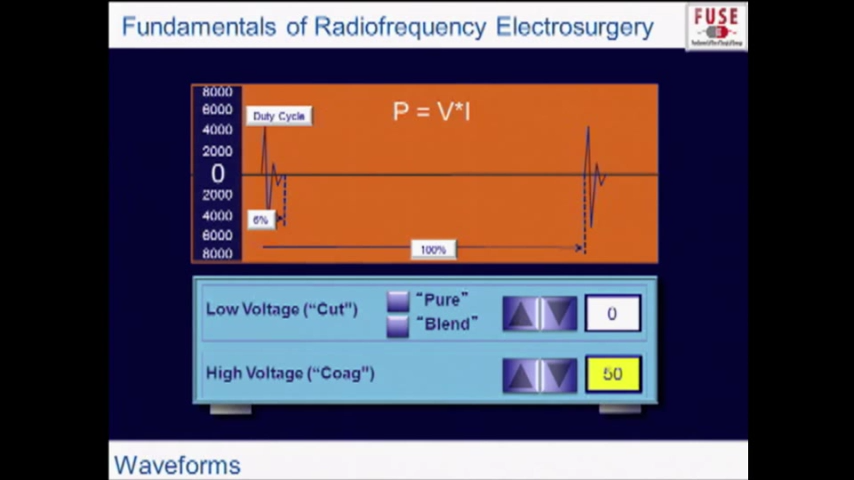 Fundamentals of Radiofrequency Electrosurgery
FUSE
8000
6000
4000
2000
0
2000
4000
6000
8000
Duty Cycle
P = V*I
6%
100%
Low Voltage ("Cut")
"Pure"
"Blend"
0
High Voltage ("Coag")
50
Waveforms